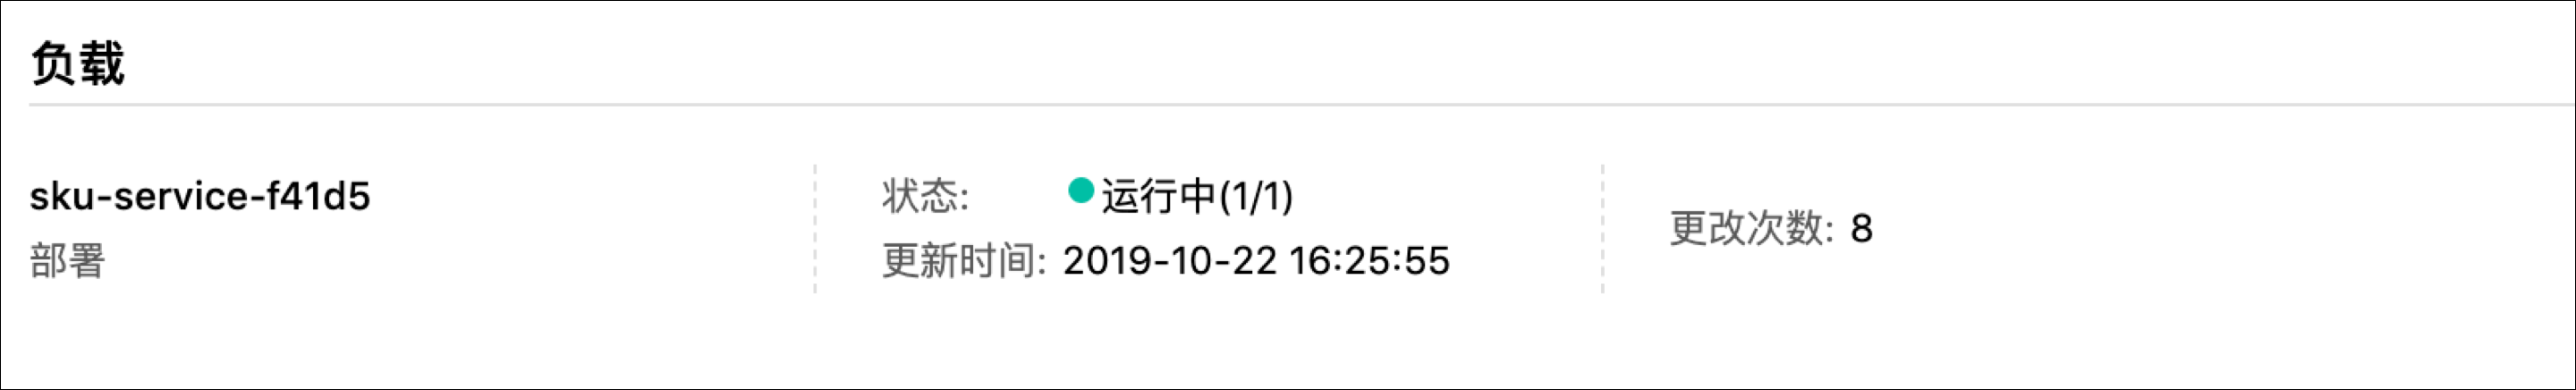 负载
sku-service-f41d5
部署
状态: 运行中(1/1)
更新时间: 2019-10-22 16:25:55
更改次数: 8